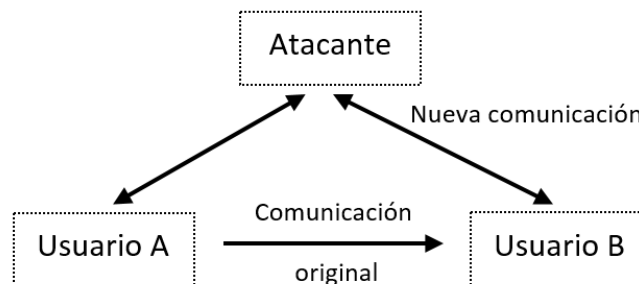 Atacante
Nueva comunicación
Comunicación
Usuario A
Usuario B
original